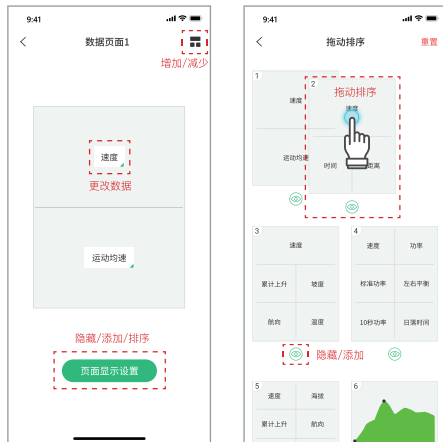 9:41
数据页面1
增加/减少
速度
更改数据
运动均速
隐藏/添加/排序
页面显示设置
9:41
拖动排序
重置
1
速度
运动均速
2
拖动排序
速度
时间
距离
3
速度
累计上升
坡度
航向
温度
4
速度
功率
标准功率
左右平衡
10秒功率
日落时间
隐藏/添加
5
速度
海拔
累计上升
航向
6